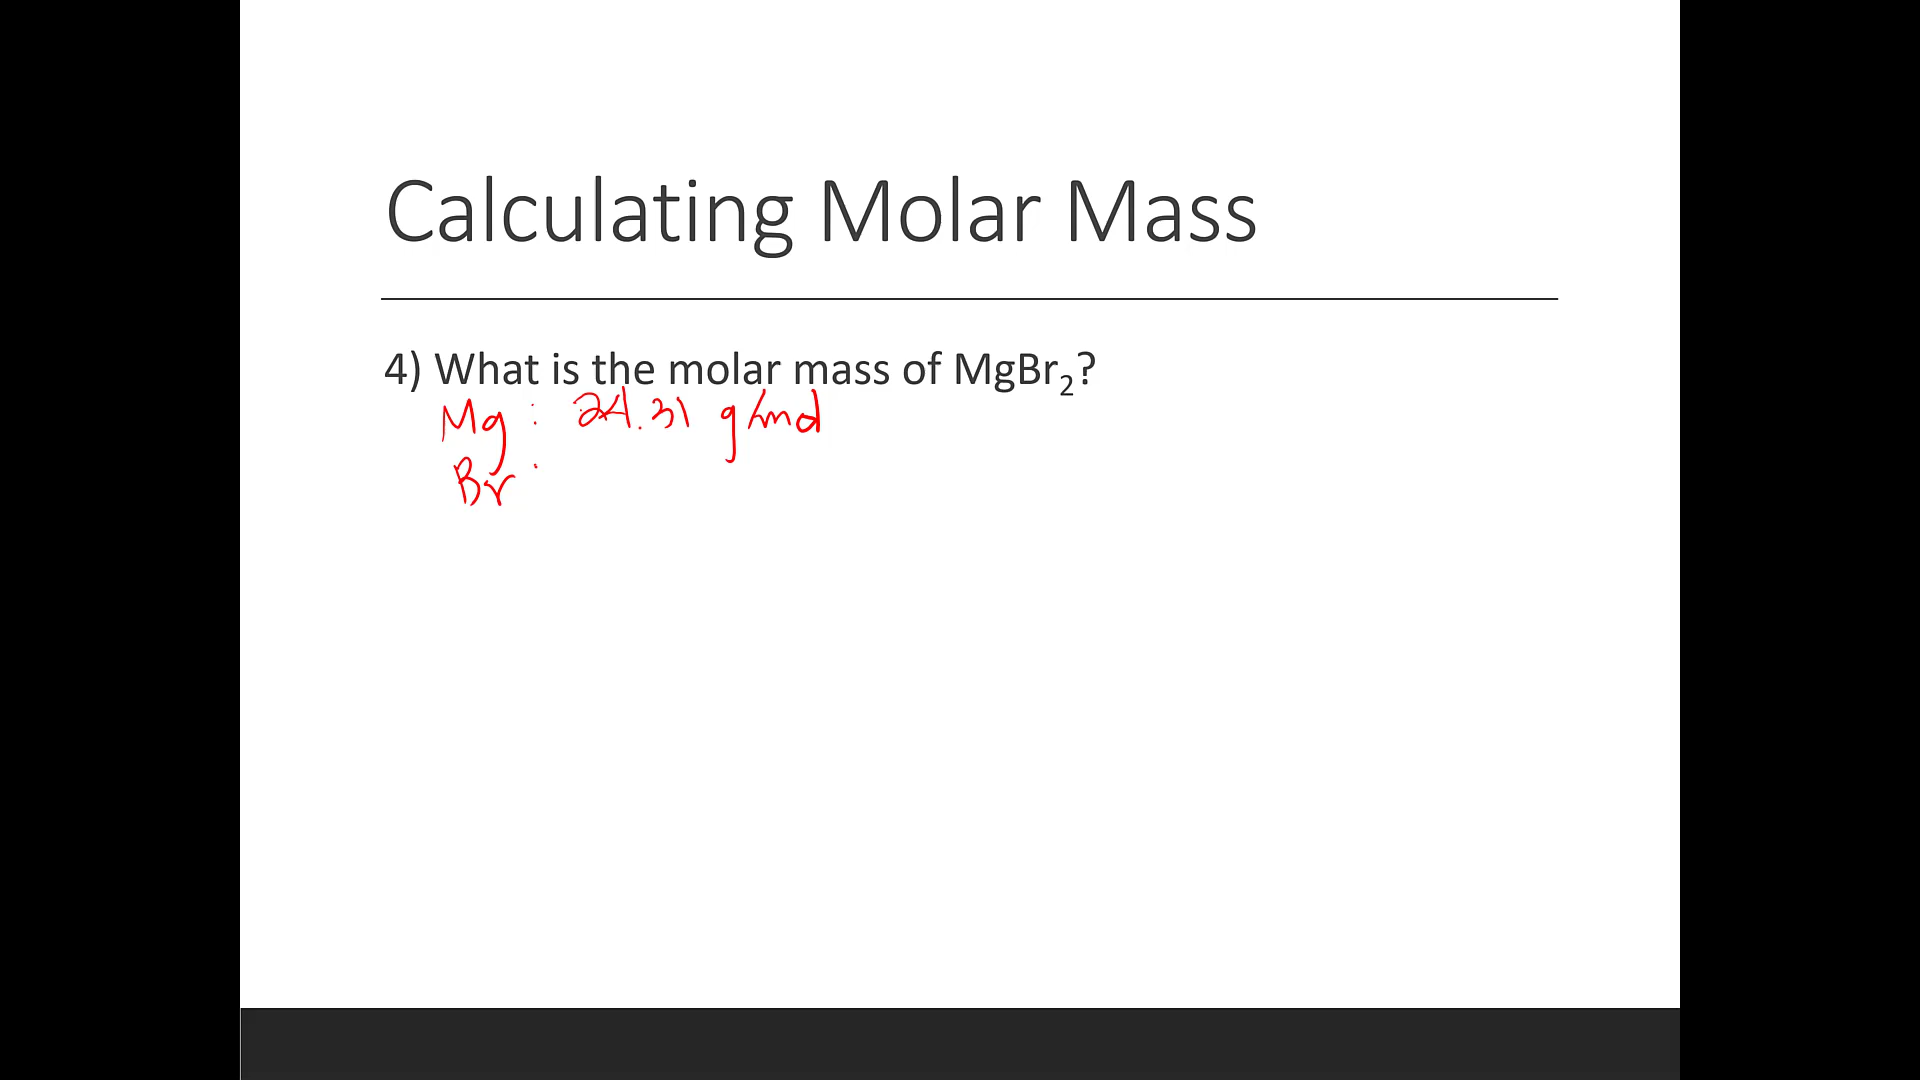 Calculating Molar Mass
4) What is the molar mass of MgBr₂?
Mg : 24.31 g/mol
Br :